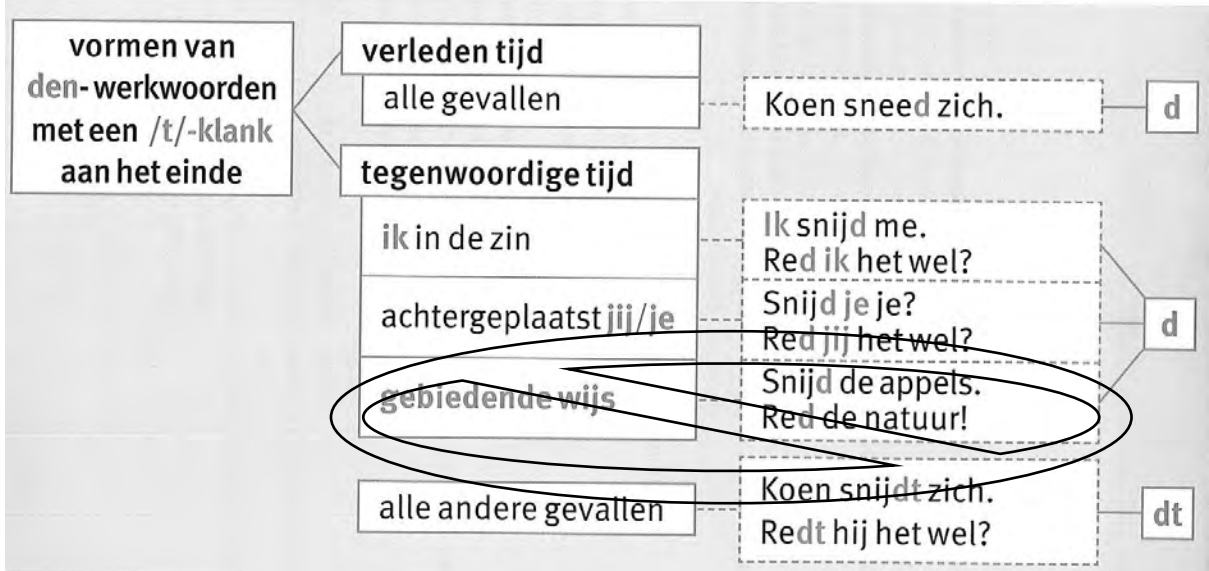 vormen van
den-werkwoorden
met een /t/-klank
aan het einde
verleden tijd
alle gevallen
Koen sneed zich.
d
tegenwoordige tijd
ik in de zin
Ik snijd me.
Red ik het wel?
achtergeplaatst jij/je
Snijd je je?
Red jij het wel?
d
gebiedende wijs
Snijd de appels.
Red de natuur!
alle andere gevallen
Koen snijdt zich.
Redt hij het wel?
dt